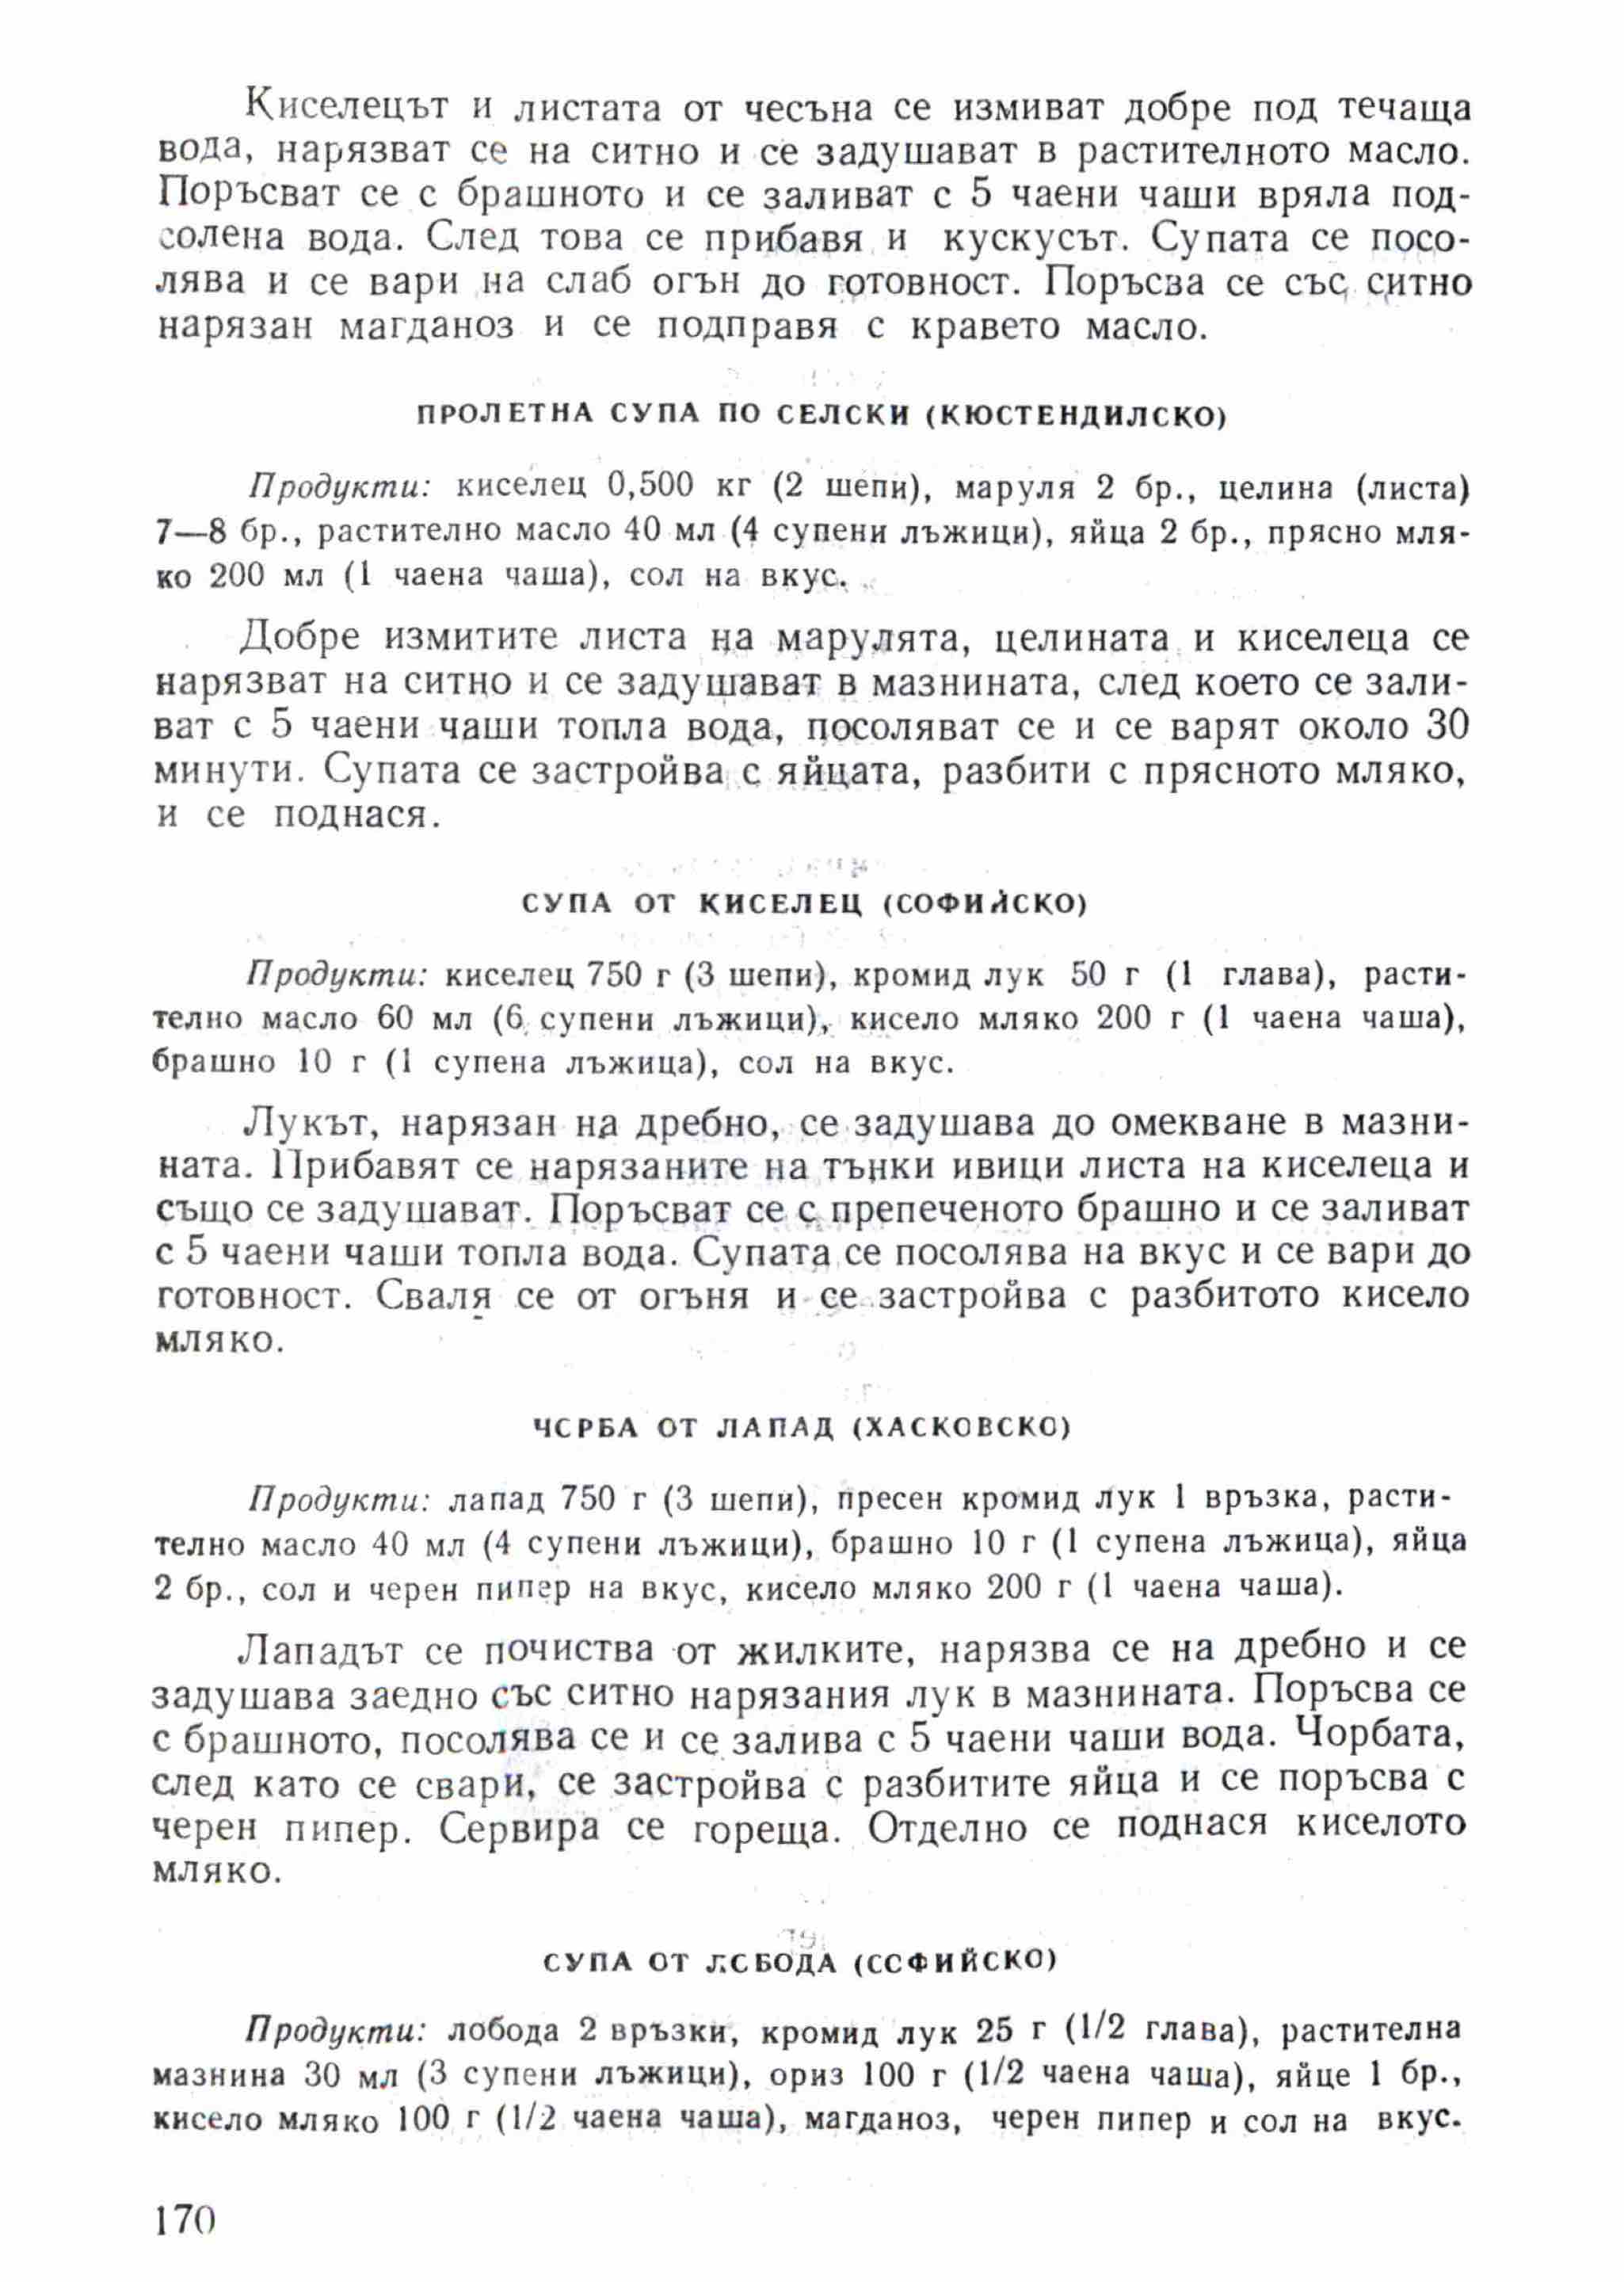 Киселецът и листата от чесъна се измиват добре под течаща
вода, нарязват се на ситно и се задушават в растителното масло.
Поръсват се с брашното и се заливат с 5 чаени чаши вряла под-
солена вода. След това се прибавя и кускусът. Супата се посо-
лява и се вари на слаб огън до готовност. Поръсва се със ситно
нарязан магданоз и се подправя с кравето масло.
ПРОЛЕТНА СУПА ПО СЕЛСКИ (КЮСТЕНДИЛСКО)
Продукти: киселец 0,500 кг (2 шепи), маруля 2 бр., целина (листа)
7—8 бр., растително масло 40 мл (4 супени лъжици), яйца 2 бр., прясно мля-
ко 200 мл (1 чаена чаша), сол на вкус.
Добре измитите листа на марулята, целината и киселеца се
нарязват на ситно и се задушават в мазнината, след което се зали-
ват с 5 чаени чаши топла вода, посоляват се и се варят около 30
минути. Супата се застройва с яйцата, разбити с прясното мляко,
и се поднася.
СУПА ОТ КИСЕЛЕЦ (СОФИЙСКО)
Продукти: киселец 750 г (3 шепи), кромид лук 50 г (1 глава), расти-
телно масло 60 мл (6 супени лъжици), кисело мляко 200 г (1 чаена чаша),
брашно 10 г (1 супена лъжица), сол на вкус.
Лукът, нарязан на дребно, се задушава до омекване в мазни-
ната. Прибавят се нарязаните на тънки ивици листа на киселеца и
също се задушават. Поръсват се с препеченото брашно и се заливат
с 5 чаени чаши топла вода. Супата се посолява на вкус и се вари до
готовност. Сваля се от огъня и се застройва с разбитото кисело
мляко.
ЧОРБА ОТ ЛАПАД (ХАСКОВСКО)
Продукти: лапад 750 г (3 шепи), пресен кромид лук 1 връзка, расти-
телно масло 40 мл (4 супени лъжици), брашно 10 г (1 супена лъжица), яйца
2 бр., сол и черен пипер на вкус, кисело мляко 200 г (1 чаена чаша).
Лападът се почиства от жилките, нарязва се на дребно и се
задушава заедно със ситно нарязания лук в мазнината. Поръсва се
с брашното, посолява се и се залива с 5 чаени чаши вода. Чорбата,
след като се свари, се застройва с разбитите яйца и се поръсва с
черен пипер. Сервира се гореща. Отделно се поднася киселото
мляко.
СУПА ОТ ЛОБОДА (СОФИЙСКО)
Продукти: лобода 2 връзки, кромид лук 25 г (1/2 глава), растителна
мазнина 30 мл (3 супени лъжици), ориз 100 г (1/2 чаена чаша), яйце 1 бр.,
кисело мляко 100 г (1/2 чаена чаша), магданоз, черен пипер и сол на вкус.
170